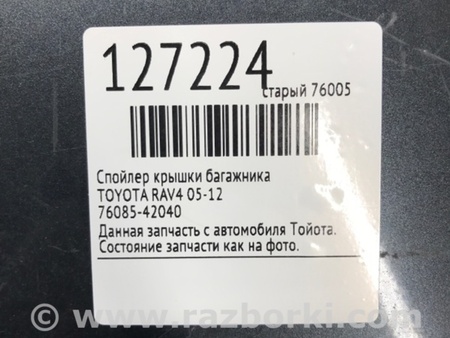 127224
старый 76005
Спойлер крышки багажника
TOYOTA RAV4 05-12
76085-42040
Данная запчасть с автомобиля Тойота.
Состояние запчасти как на фото.
© www.razborki.com